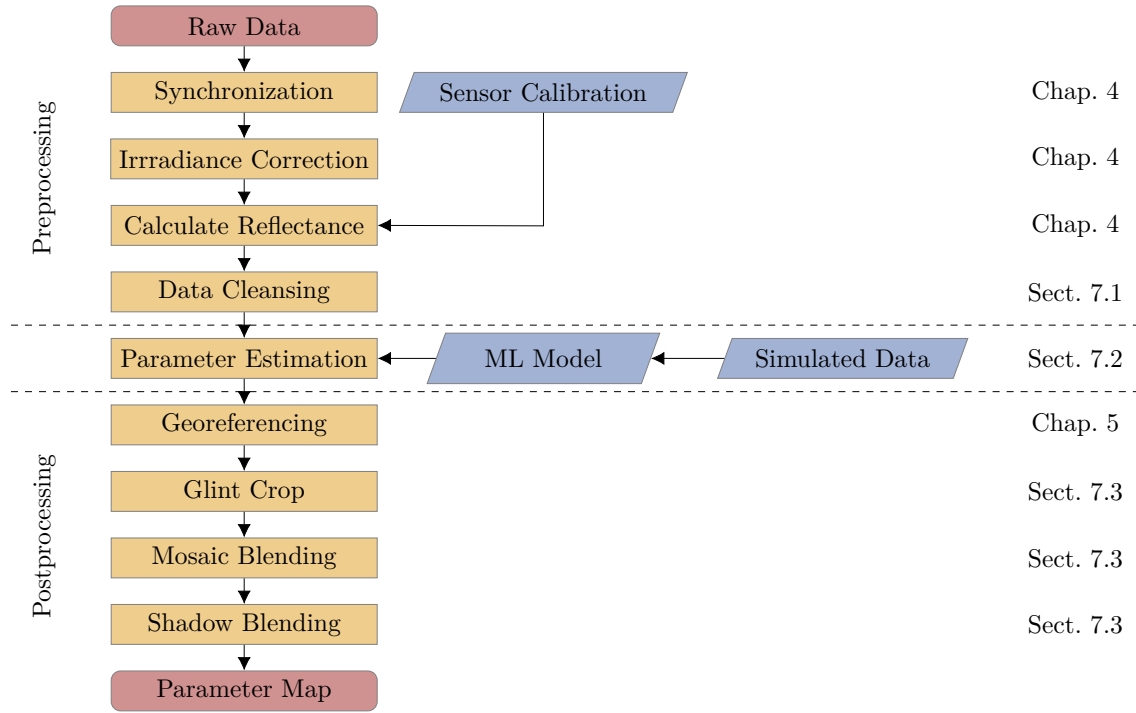 Raw Data
Synchronization
Sensor Calibration
Chap. 4
Irrradiance Correction
Chap. 4
Preprocessing
Calculate Reflectance
Chap. 4
Data Cleansing
Sect. 7.1
Parameter Estimation
ML Model
Simulated Data
Sect. 7.2
Georeferencing
Chap. 5
Glint Crop
Sect. 7.3
Postprocessing
Mosaic Blending
Sect. 7.3
Shadow Blending
Sect. 7.3
Parameter Map